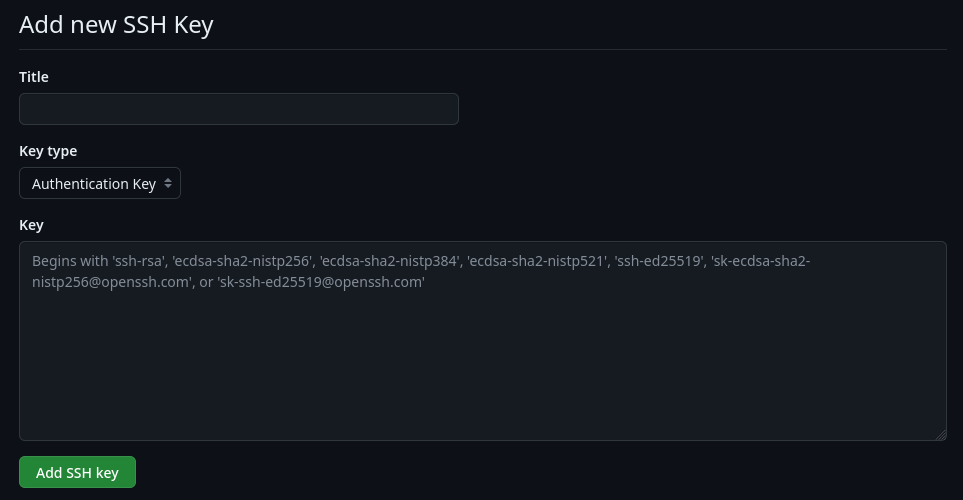 Add new SSH Key
Title
Key type
Authentication Key
Key
Begins with 'ssh-rsa', 'ecdsa-sha2-nistp256', 'ecdsa-sha2-nistp384', 'ecdsa-sha2-nistp521', 'ssh-ed25519', 'sk-ecdsa-sha2-
nistp256@openssh.com', or 'sk-ssh-ed25519@openssh.com'
Add SSH key